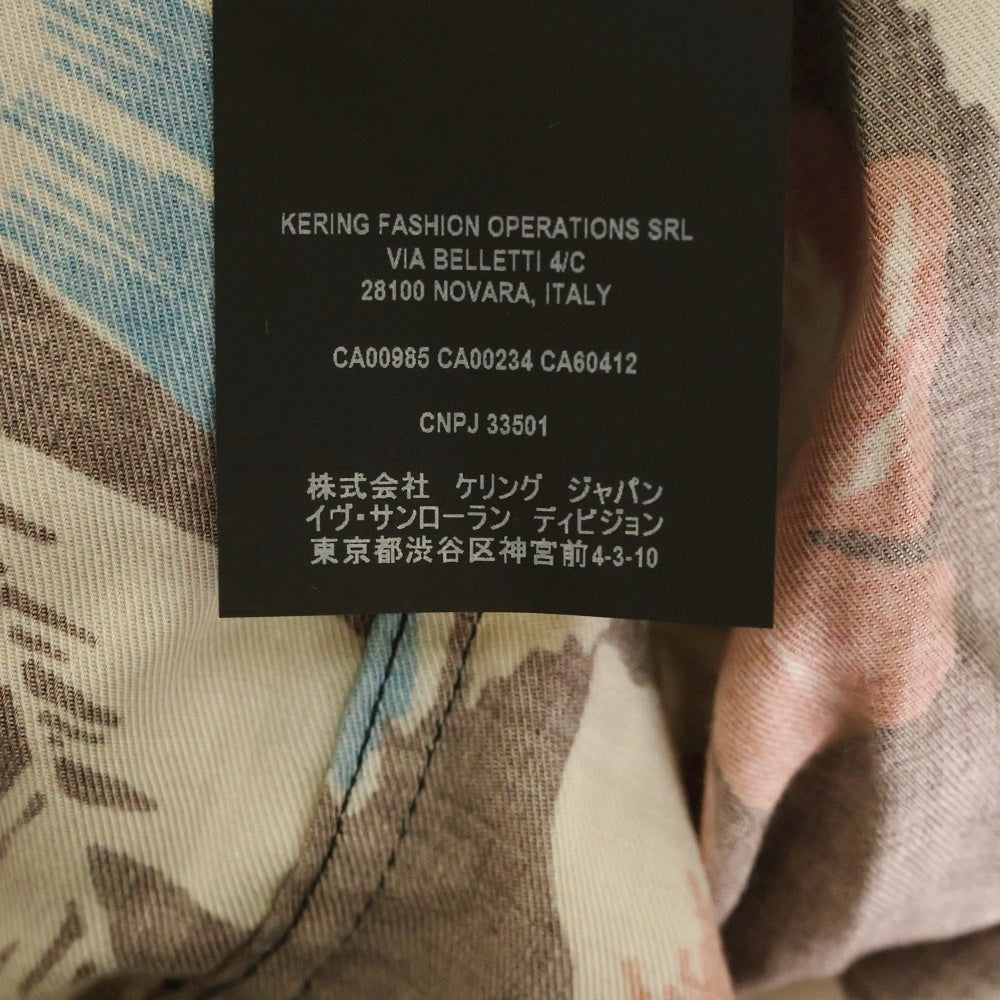 KERING FASHION OPERATIONS SRL
VIA BELLETTI 4/C
28100 NOVARA, ITALY
CA00985 CA00234 CA60412
CNPJ 33501
株式会社 ケリング ジャパン
イヴ・サンローラン ディビジョン
東京都渋谷区神宮前4-3-10